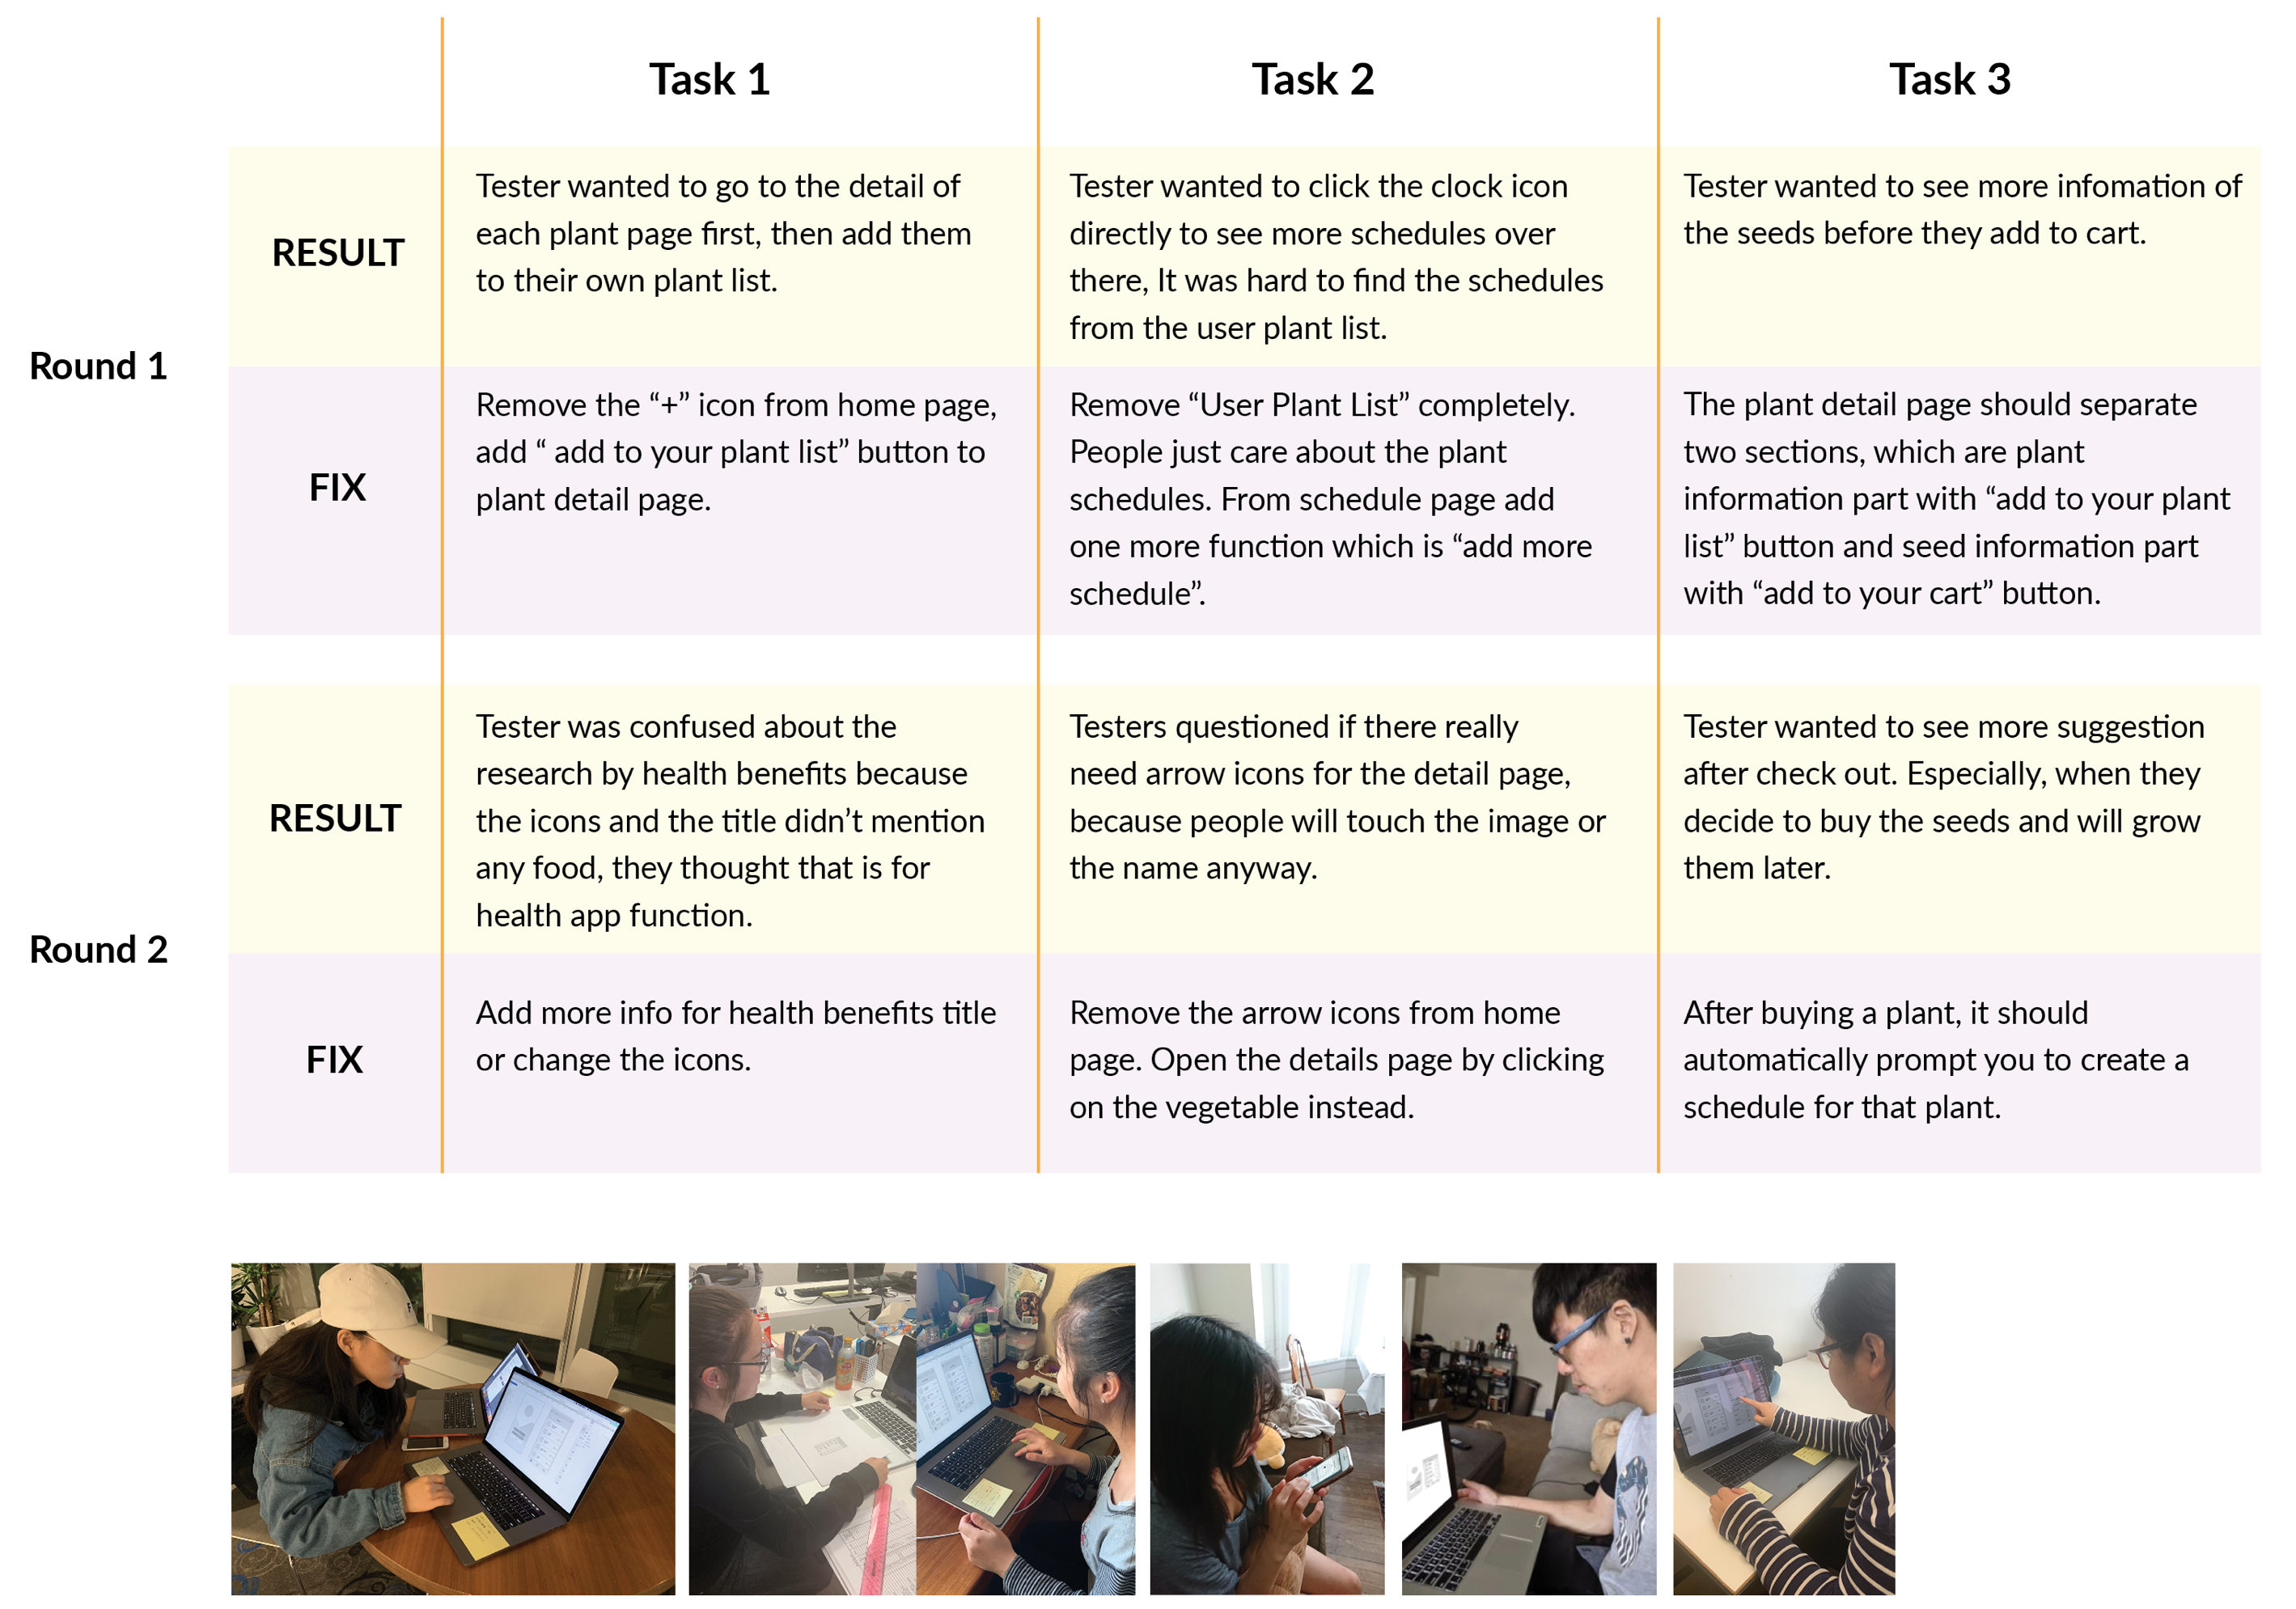 Task 1
Task 2
Task 3
Round 1
RESULT
Tester wanted to go to the detail of
each plant page first, then add them
to their own plant list.
Tester wanted to click the clock icon
directly to see more schedules over
there, It was hard to find the schedules
from the user plant list.
Tester wanted to see more infomation of
the seeds before they add to cart.
FIX
Remove the “+” icon from home page,
add “ add to your plant list” button to
plant detail page.
Remove “User Plant List” completely.
People just care about the plant
schedules. From schedule page add
one more function which is “add more
schedule”.
The plant detail page should separate
two sections, which are plant
information part with “add to your plant
list” button and seed information part
with “add to your cart” button.
Round 2
RESULT
Tester was confused about the
research by health benefits because
the icons and the title didn’t mention
any food, they thought that is for
health app function.
Testers questioned if there really
need arrow icons for the detail page,
because people will touch the image or
the name anyway.
Tester wanted to see more suggestion
after check out. Especially, when they
decide to buy the seeds and will grow
them later.
FIX
Add more info for health benefits title
or change the icons.
Remove the arrow icons from home
page. Open the details page by clicking
on the vegetable instead.
After buying a plant, it should
automatically prompt you to create a
schedule for that plant.